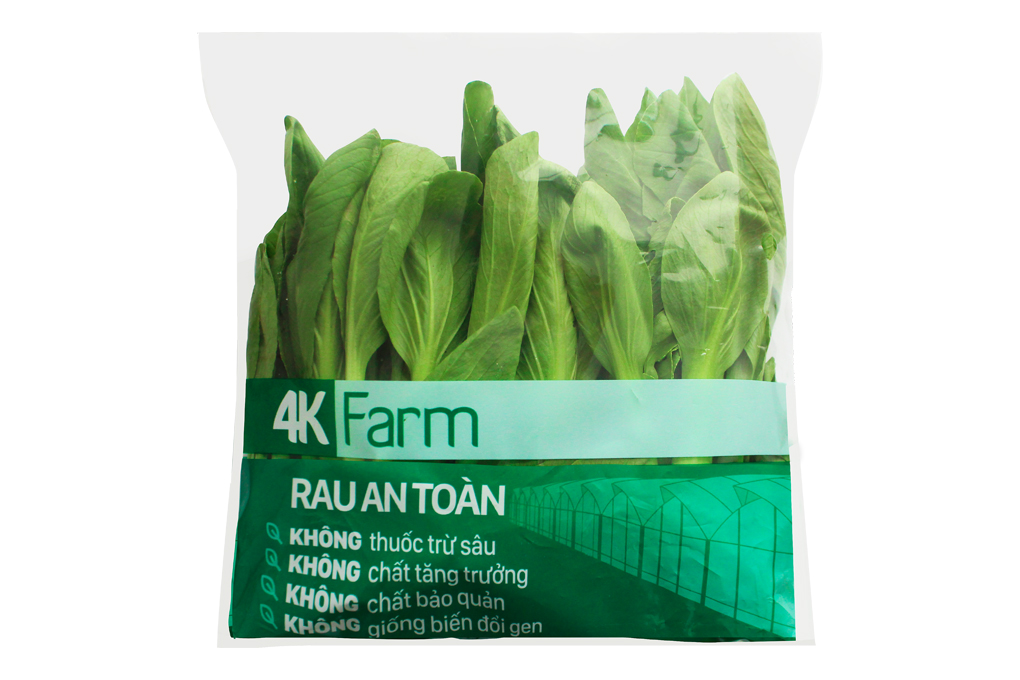 4K Farm
RAU AN TOÀN
KHÔNG thuốc trừ sâu
KHÔNG chất tăng trưởng
KHÔNG chất bảo quản
KHÔNG giống biến đổi gen